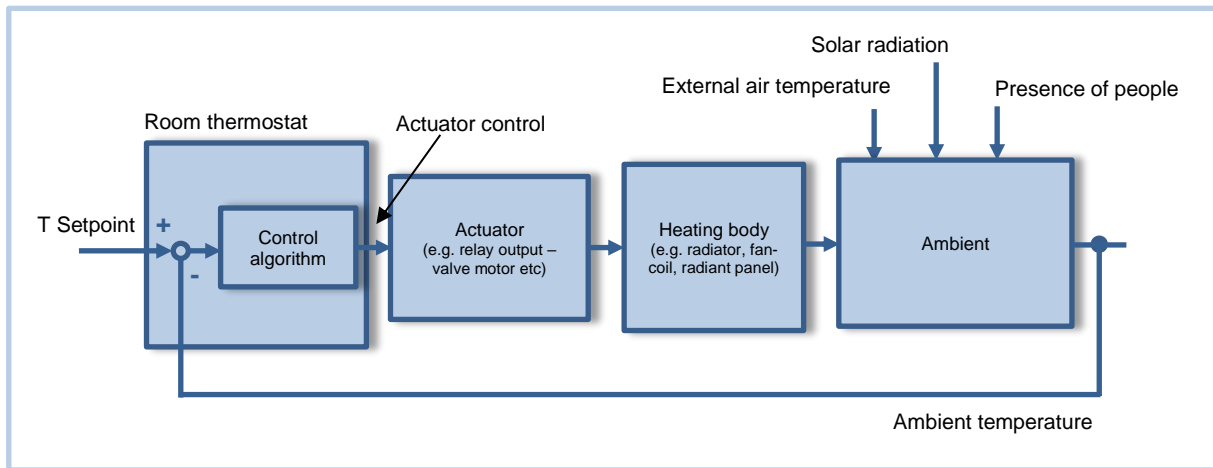 Solar radiation
External air temperature
Presence of people
Room thermostat
Actuator control
T Setpoint
+
-
Control
algorithm
Actuator
(e.g. relay output –
valve motor etc)
Heating body
(e.g. radiator, fan-
coil, radiant panel)
Ambient
Ambient temperature